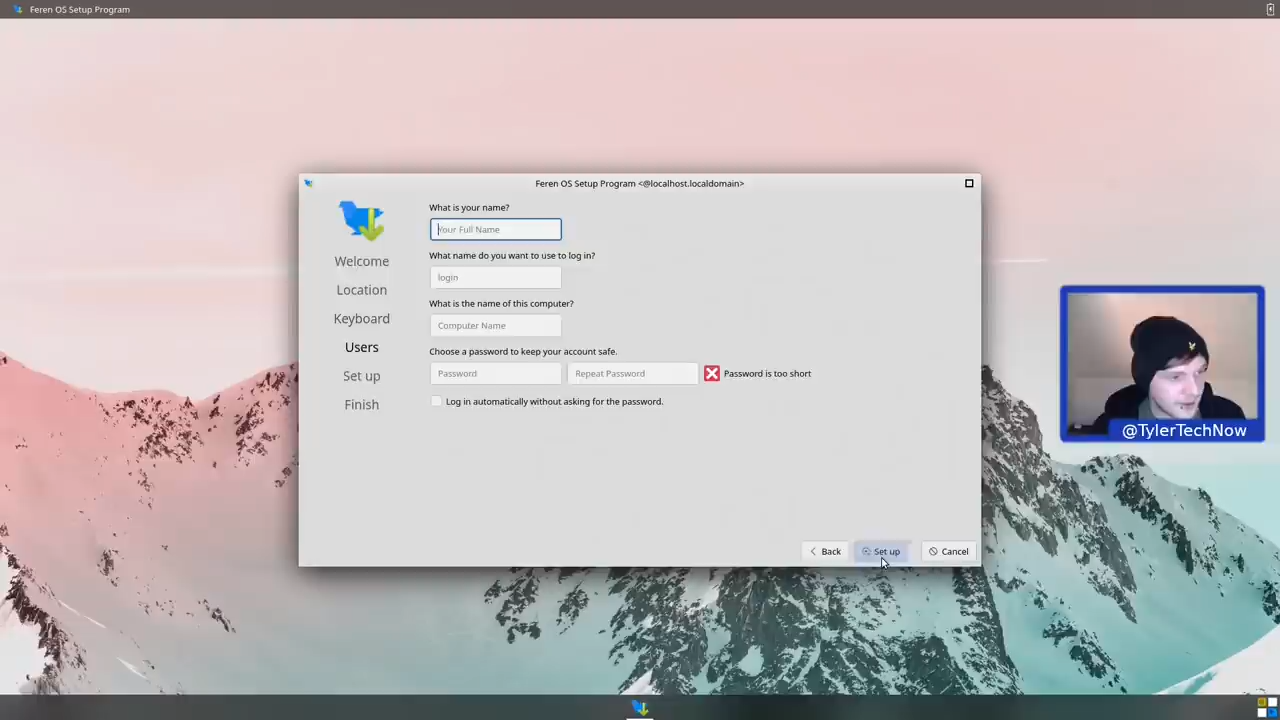 Feren OS Setup Program
Feren OS Setup Program <@localhost.localdomain>
Welcome
Location
Keyboard
Users
Set up
Finish
What is your name?
Your Full Name
What name do you want to use to log in?
login
What is the name of this computer?
Computer Name
Choose a password to keep your account safe.
Password
Repeat Password
Password is too short
Log in automatically without asking for the password.
Back
Set up
Cancel
@TylerTechNow